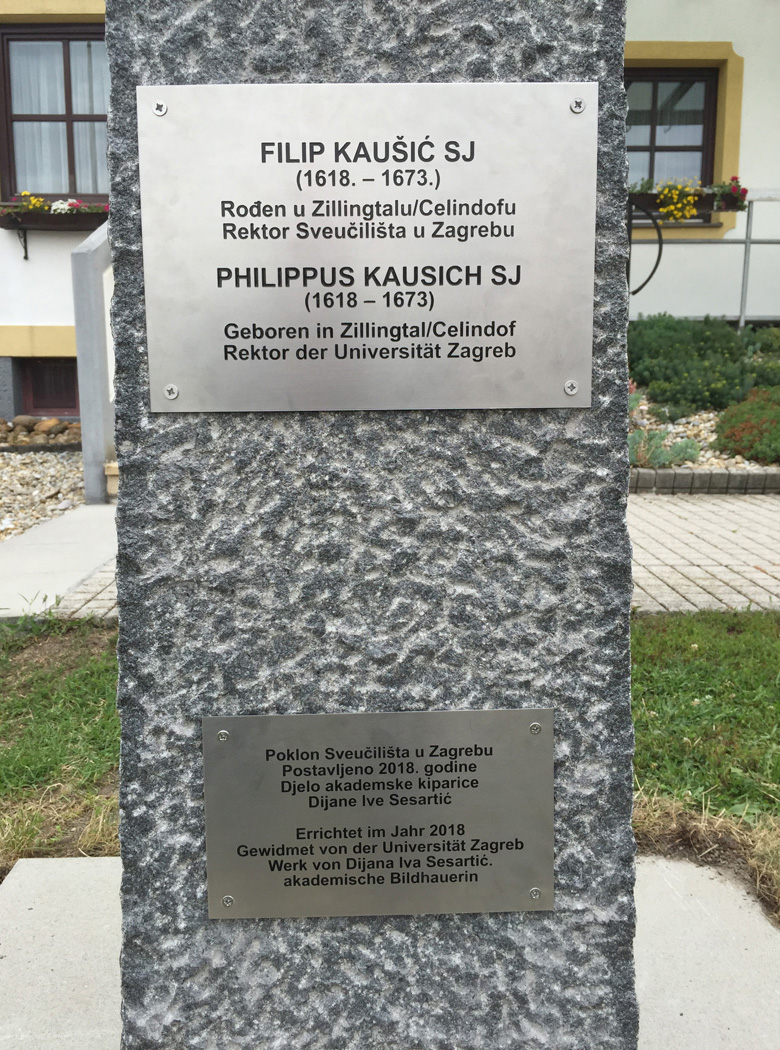 FILIP KAUŠIĆ SJ
(1618. – 1673.)
Rođen u Zillingtalu/Celindofu
Rektor Sveučilišta u Zagrebu
PHILIPPUS KAUSICH SJ
(1618 – 1673)
Geboren in Zillingtal/Celindof
Rektor der Universität Zagreb
Poklon Sveučilišta u Zagrebu
Postavljeno 2018. godine
Djelo akademske kiparice
Dijane Ive Sesartić
Errichtet im Jahr 2018
Gewidmet von der Universität Zagreb
Werk von Dijana Iva Sesartić.
akademische Bildhauerin